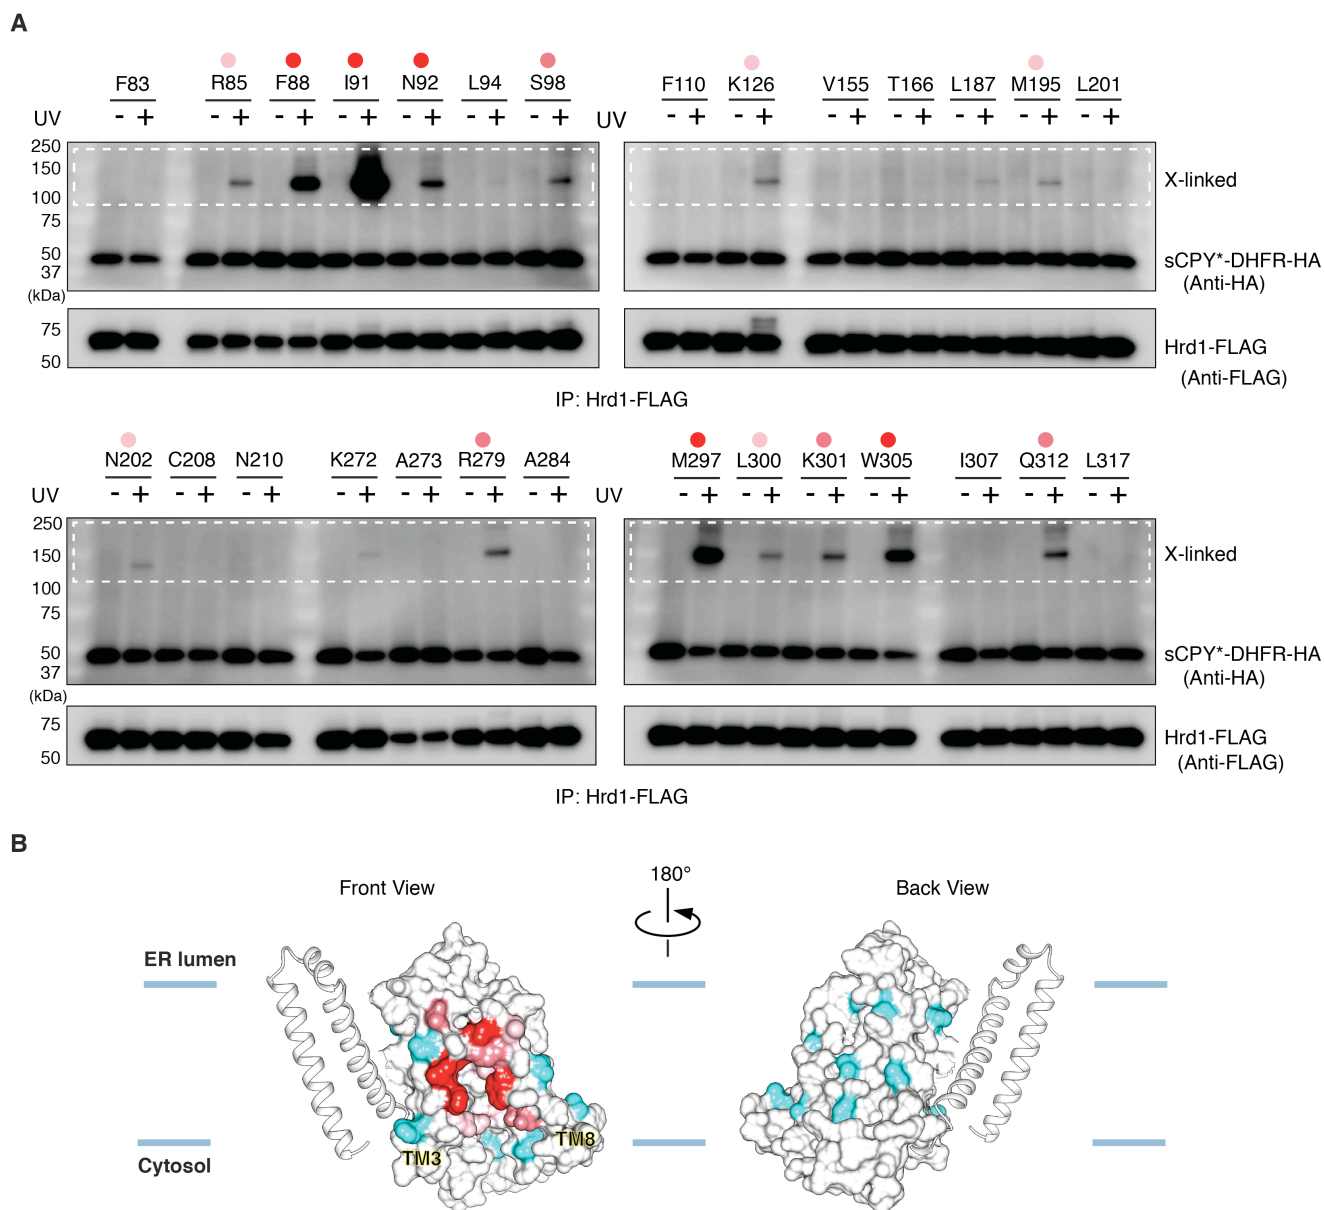 A
F83 R85 F88 I91 N92 L94 S98 F110 K126 V155 T166 L187 M195 L201
UV - + - + - + - + - + - + - + UV - + - + - + - + - + - + - +
250
150
100
75
50
37
(kDa)
X-linked
sCPY*-DHFR-HA
(Anti-HA)
75
50
Hrd1-FLAG
(Anti-FLAG)
IP: Hrd1-FLAG
N202 C208 N210 K272 A273 R279 A284 M297 L300 K301 W305 I307 Q312 L317
UV - + - + - + - + - + - + - + UV - + - + - + - + - + - + - +
250
150
100
75
50
37
(kDa)
X-linked
sCPY*-DHFR-HA
(Anti-HA)
75
50
Hrd1-FLAG
(Anti-FLAG)
IP: Hrd1-FLAG
B
Front View
180°
Back View
ER lumen
Cytosol
TM3
TM8